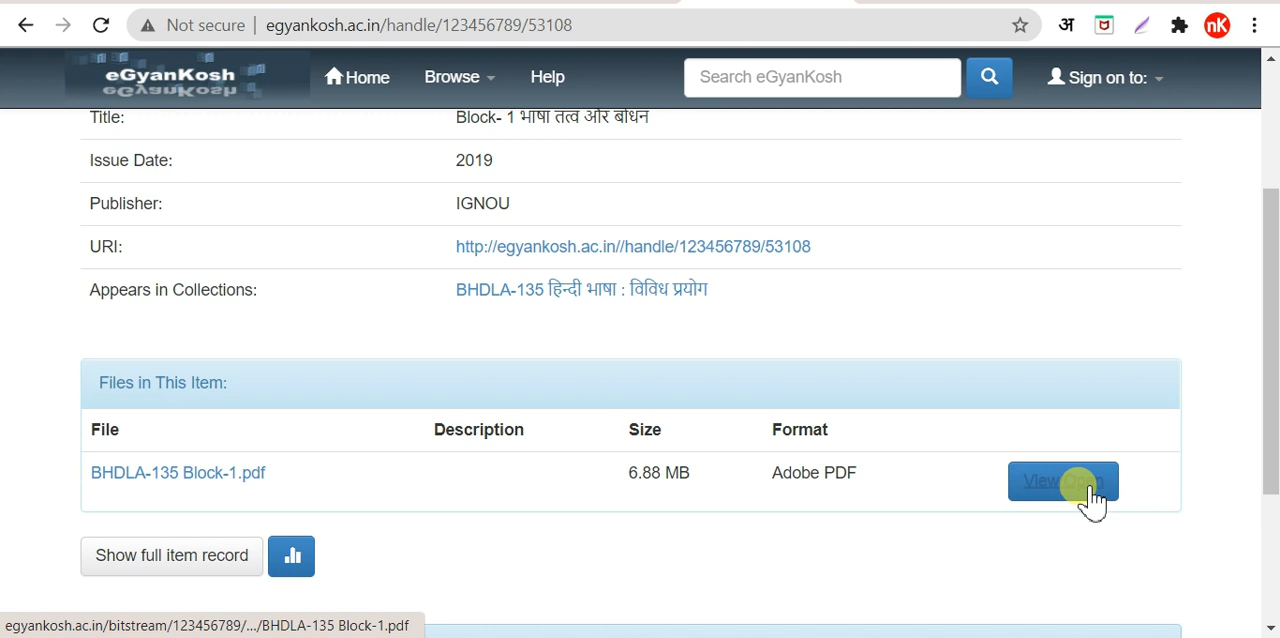 Not secure | egyankosh.ac.in/handle/123456789/53108 अ nK
eGyanKosh Home Browse Help Search eGyanKosh Sign on to:
Title: Block- 1 भाषा तत्व और बोधन
Issue Date: 2019
Publisher: IGNOU
URI: http://egyankosh.ac.in//handle/123456789/53108
Appears in Collections: BHDLA-135 हिन्दी भाषा : विविध प्रयोग
Files in This Item:
File Description Size Format
BHDLA-135 Block-1.pdf 6.88 MB Adobe PDF View Open
Show full item record
egyankosh.ac.in/bitstream/123456789/.../BHDLA-135 Block-1.pdf